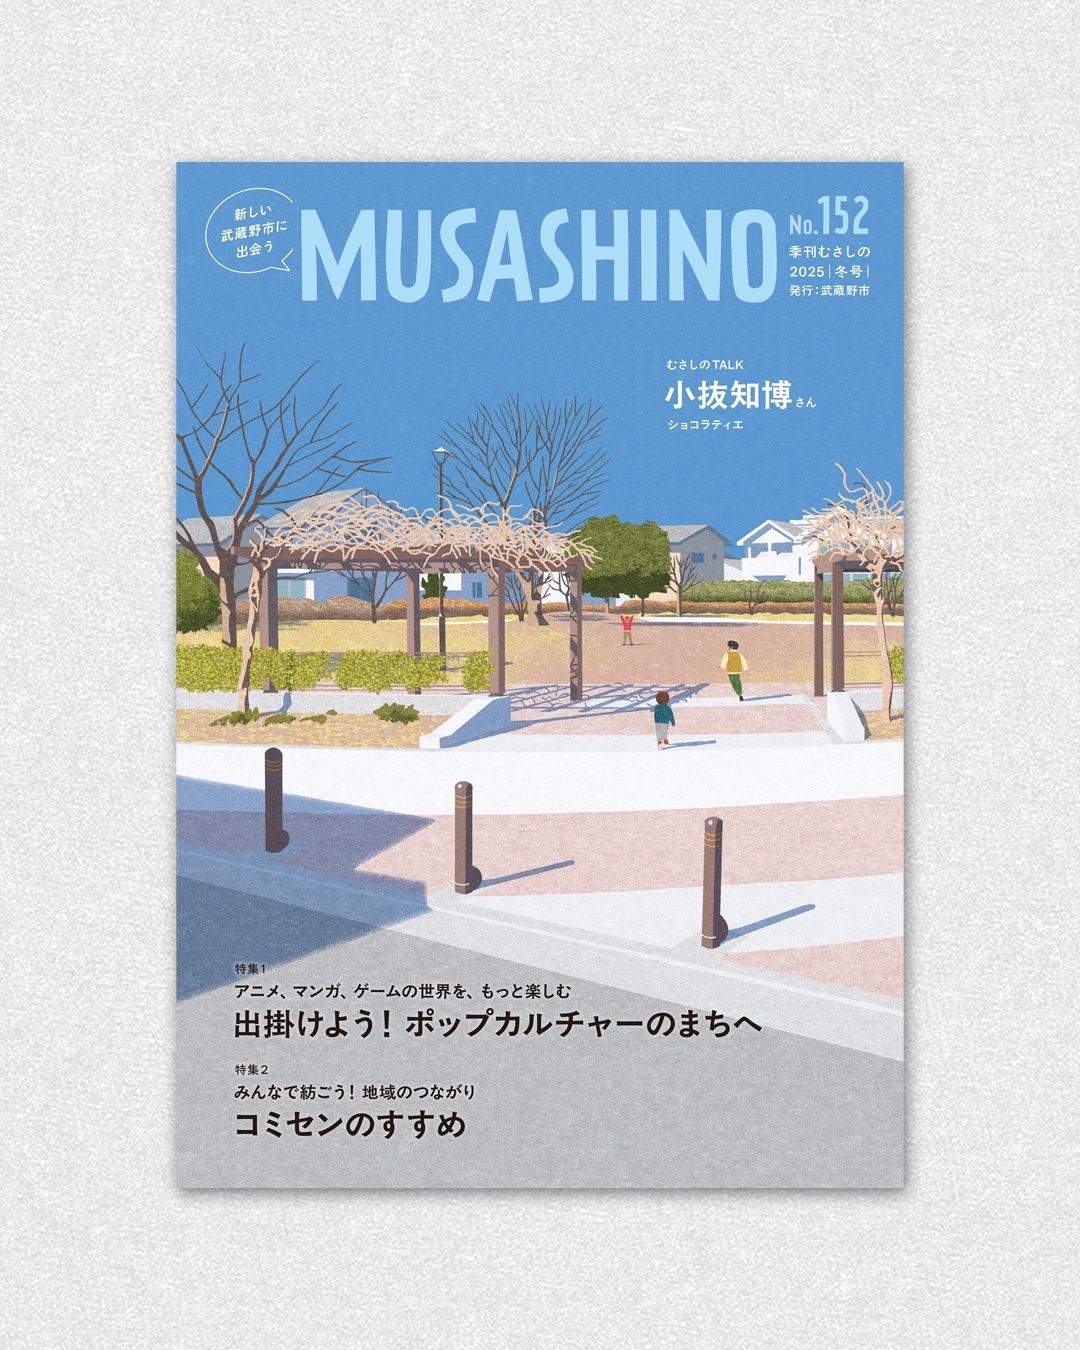 新しい
武蔵野市に
出会う
MUSASHINO
No.152
季刊むさしの
2025|冬号|
発行:武蔵野市
むさしのTALK
小抜知博さん
ショコラティエ
特集1
アニメ、マンガ、ゲームの世界を、もっと楽しむ
出掛けよう!ポップカルチャーのまちへ
特集2
みんなで紡ごう!地域のつながり
コミセンのすすめ